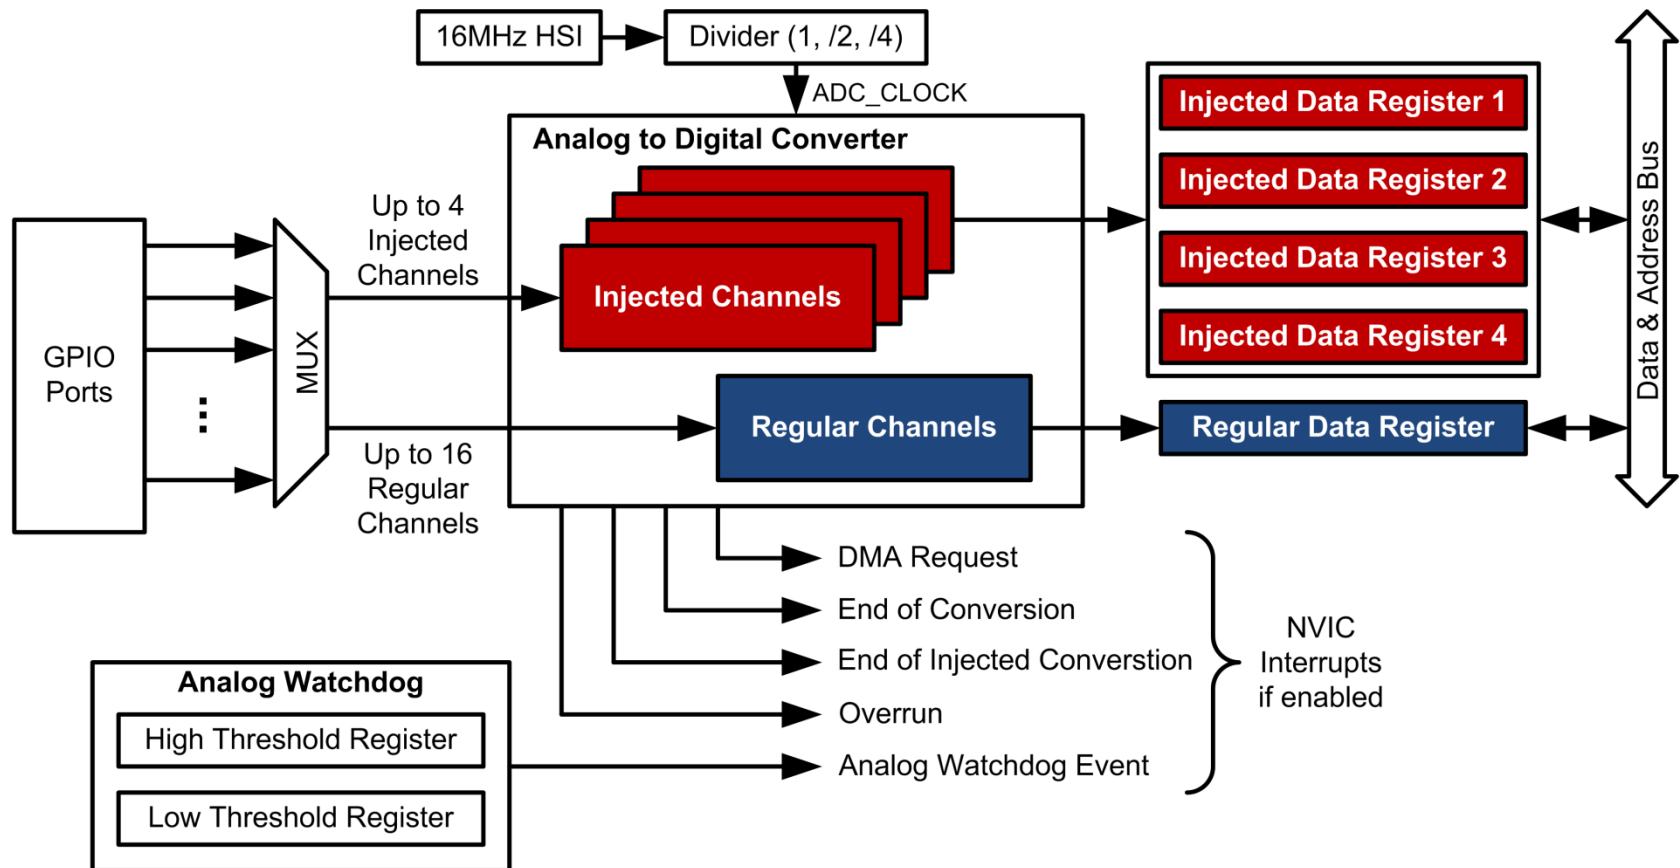 16MHz HSI
Divider (1, /2, /4)
ADC_CLOCK
Analog to Digital Converter
Up to 4
Injected
Channels
Injected Channels
GPIO
Ports
MUX
Regular Channels
Up to 16
Regular
Channels
Injected Data Register 1
Injected Data Register 2
Injected Data Register 3
Injected Data Register 4
Regular Data Register
Data & Address Bus
DMA Request
End of Conversion
End of Injected Converstion
Overrun
Analog Watchdog Event
NVIC
Interrupts
if enabled
Analog Watchdog
High Threshold Register
Low Threshold Register